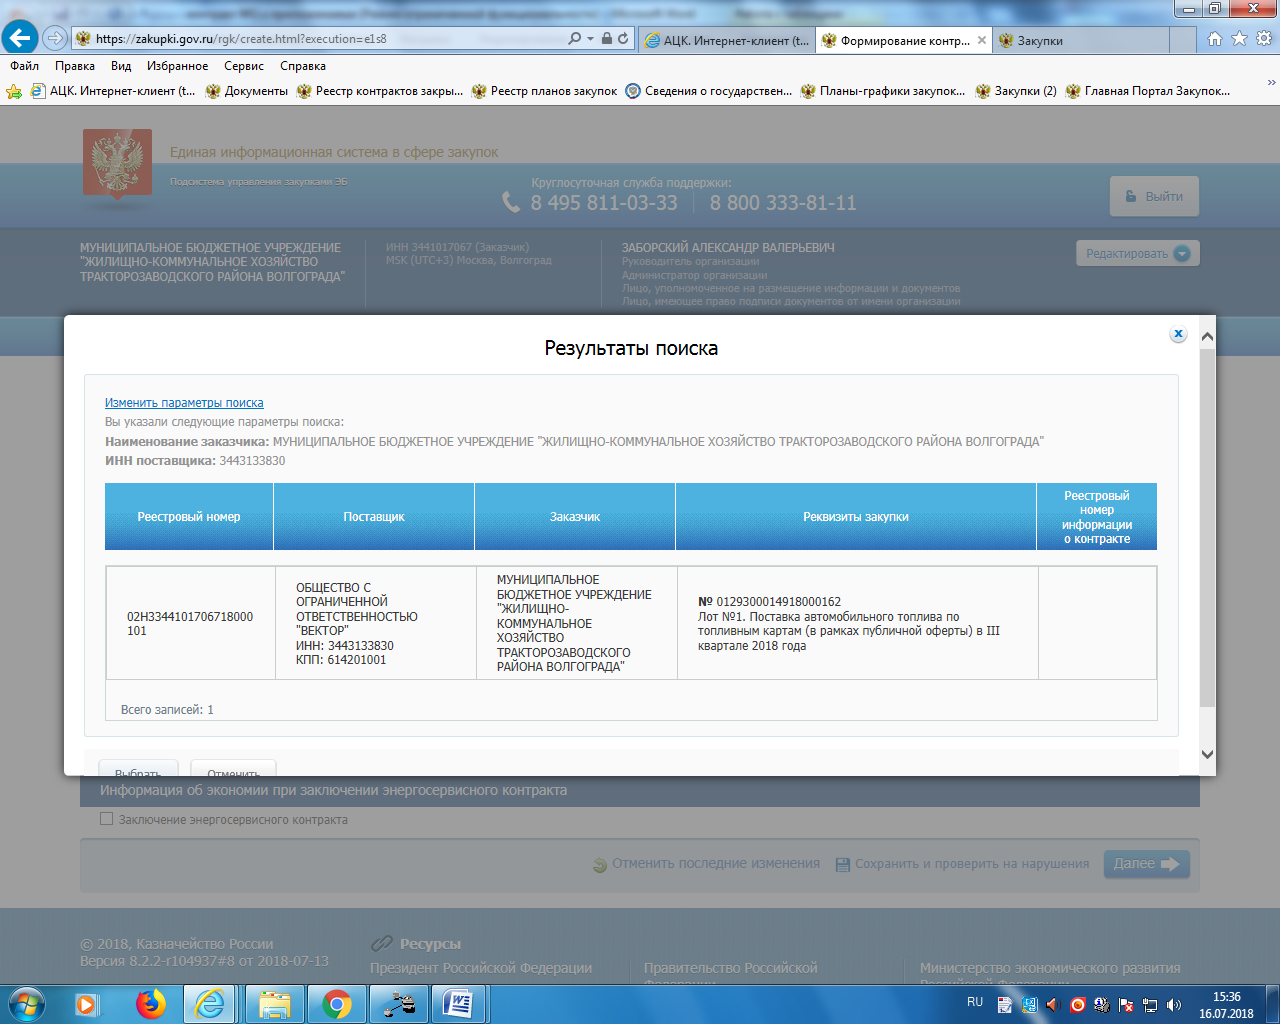 https://zakupki.gov.ru/rgk/create.html?execution=e1s8
АЦК. Интернет-клиент (t...
Формирование контр...
Закупки
Файл Правка Вид Избранное Сервис Справка
АЦК. Интернет-клиент (t... Документы Реестр контрактов закры... Реестр планов закупок Сведения о государствен... Планы-графики закупок... Закупки (2) Главная Портал Закупок... »
Единая информационная система в сфере закупок
Подсистема управления закупками ЭБ
Круглосуточная служба поддержки:
8 495 811-03-33 8 800 333-81-11
Выйти
МУНИЦИПАЛЬНОЕ БЮДЖЕТНОЕ УЧРЕЖДЕНИЕ
"ЖИЛИЩНО-КОММУНАЛЬНОЕ ХОЗЯЙСТВО
ТРАКТОРОЗАВОДСКОГО РАЙОНА ВОЛГОГРАДА"
ИНН 3441017067 (Заказчик)
MSK (UTC+3) Москва, Волгоград
ЗАБОРСКИЙ АЛЕКСАНДР ВАЛЕРЬЕВИЧ
Руководитель организации
Администратор организации
Лицо, уполномоченное на размещение информации и документов
Лицо, имеющее право подписи документов от имени организации
Редактировать
Результаты поиска
Изменить параметры поиска
Вы указали следующие параметры поиска:
Наименование заказчика: МУНИЦИПАЛЬНОЕ БЮДЖЕТНОЕ УЧРЕЖДЕНИЕ "ЖИЛИЩНО-КОММУНАЛЬНОЕ ХОЗЯЙСТВО ТРАКТОРОЗАВОДСКОГО РАЙОНА ВОЛГОГРАДА"
ИНН поставщика: 3443133830
Реестровый номер
Поставщик
Заказчик
Реквизиты закупки
Реестровый
номер
информации
о контракте
02Н3344101706718000
101
ОБЩЕСТВО С
ОГРАНИЧЕННОЙ
ОТВЕТСТВЕННОСТЬЮ
"ВЕКТОР"
ИНН: 3443133830
КПП: 614201001
МУНИЦИПАЛЬНОЕ
БЮДЖЕТНОЕ УЧРЕЖДЕНИЕ
"ЖИЛИЩНО-
КОММУНАЛЬНОЕ
ХОЗЯЙСТВО
ТРАКТОРОЗАВОДСКОГО
РАЙОНА ВОЛГОГРАДА"
№ 0129300014918000162
Лот №1. Поставка автомобильного топлива по
топливным картам (в рамках публичной оферты) в III
квартале 2018 года
Всего записей: 1
Выбрать Отменить
Информация об экономии при заключении энергосервисного контракта
Заключение энергосервисного контракта
Отменить последние изменения Сохранить и проверить на нарушения Далее
© 2018, Казначейство России
Версия 8.2.2-r104937#8 от 2018-07-13
Ресурсы
Президент Российской Федерации
Правительство Российской
Федерации
Министерство экономического развития
Российской Федерации
RU
15:36
16.07.2018